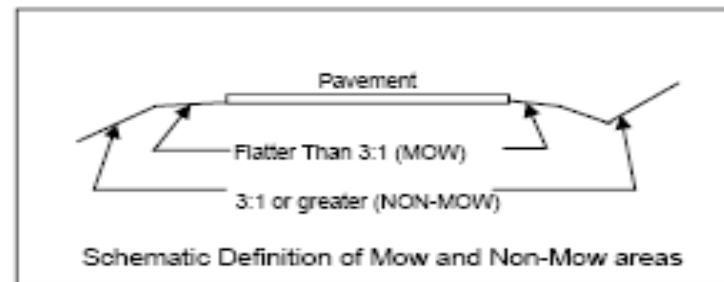 Pavement
Flatter Than 3:1 (MOW)
3:1 or greater (NON-MOW)
Schematic Definition of Mow and Non-Mow areas